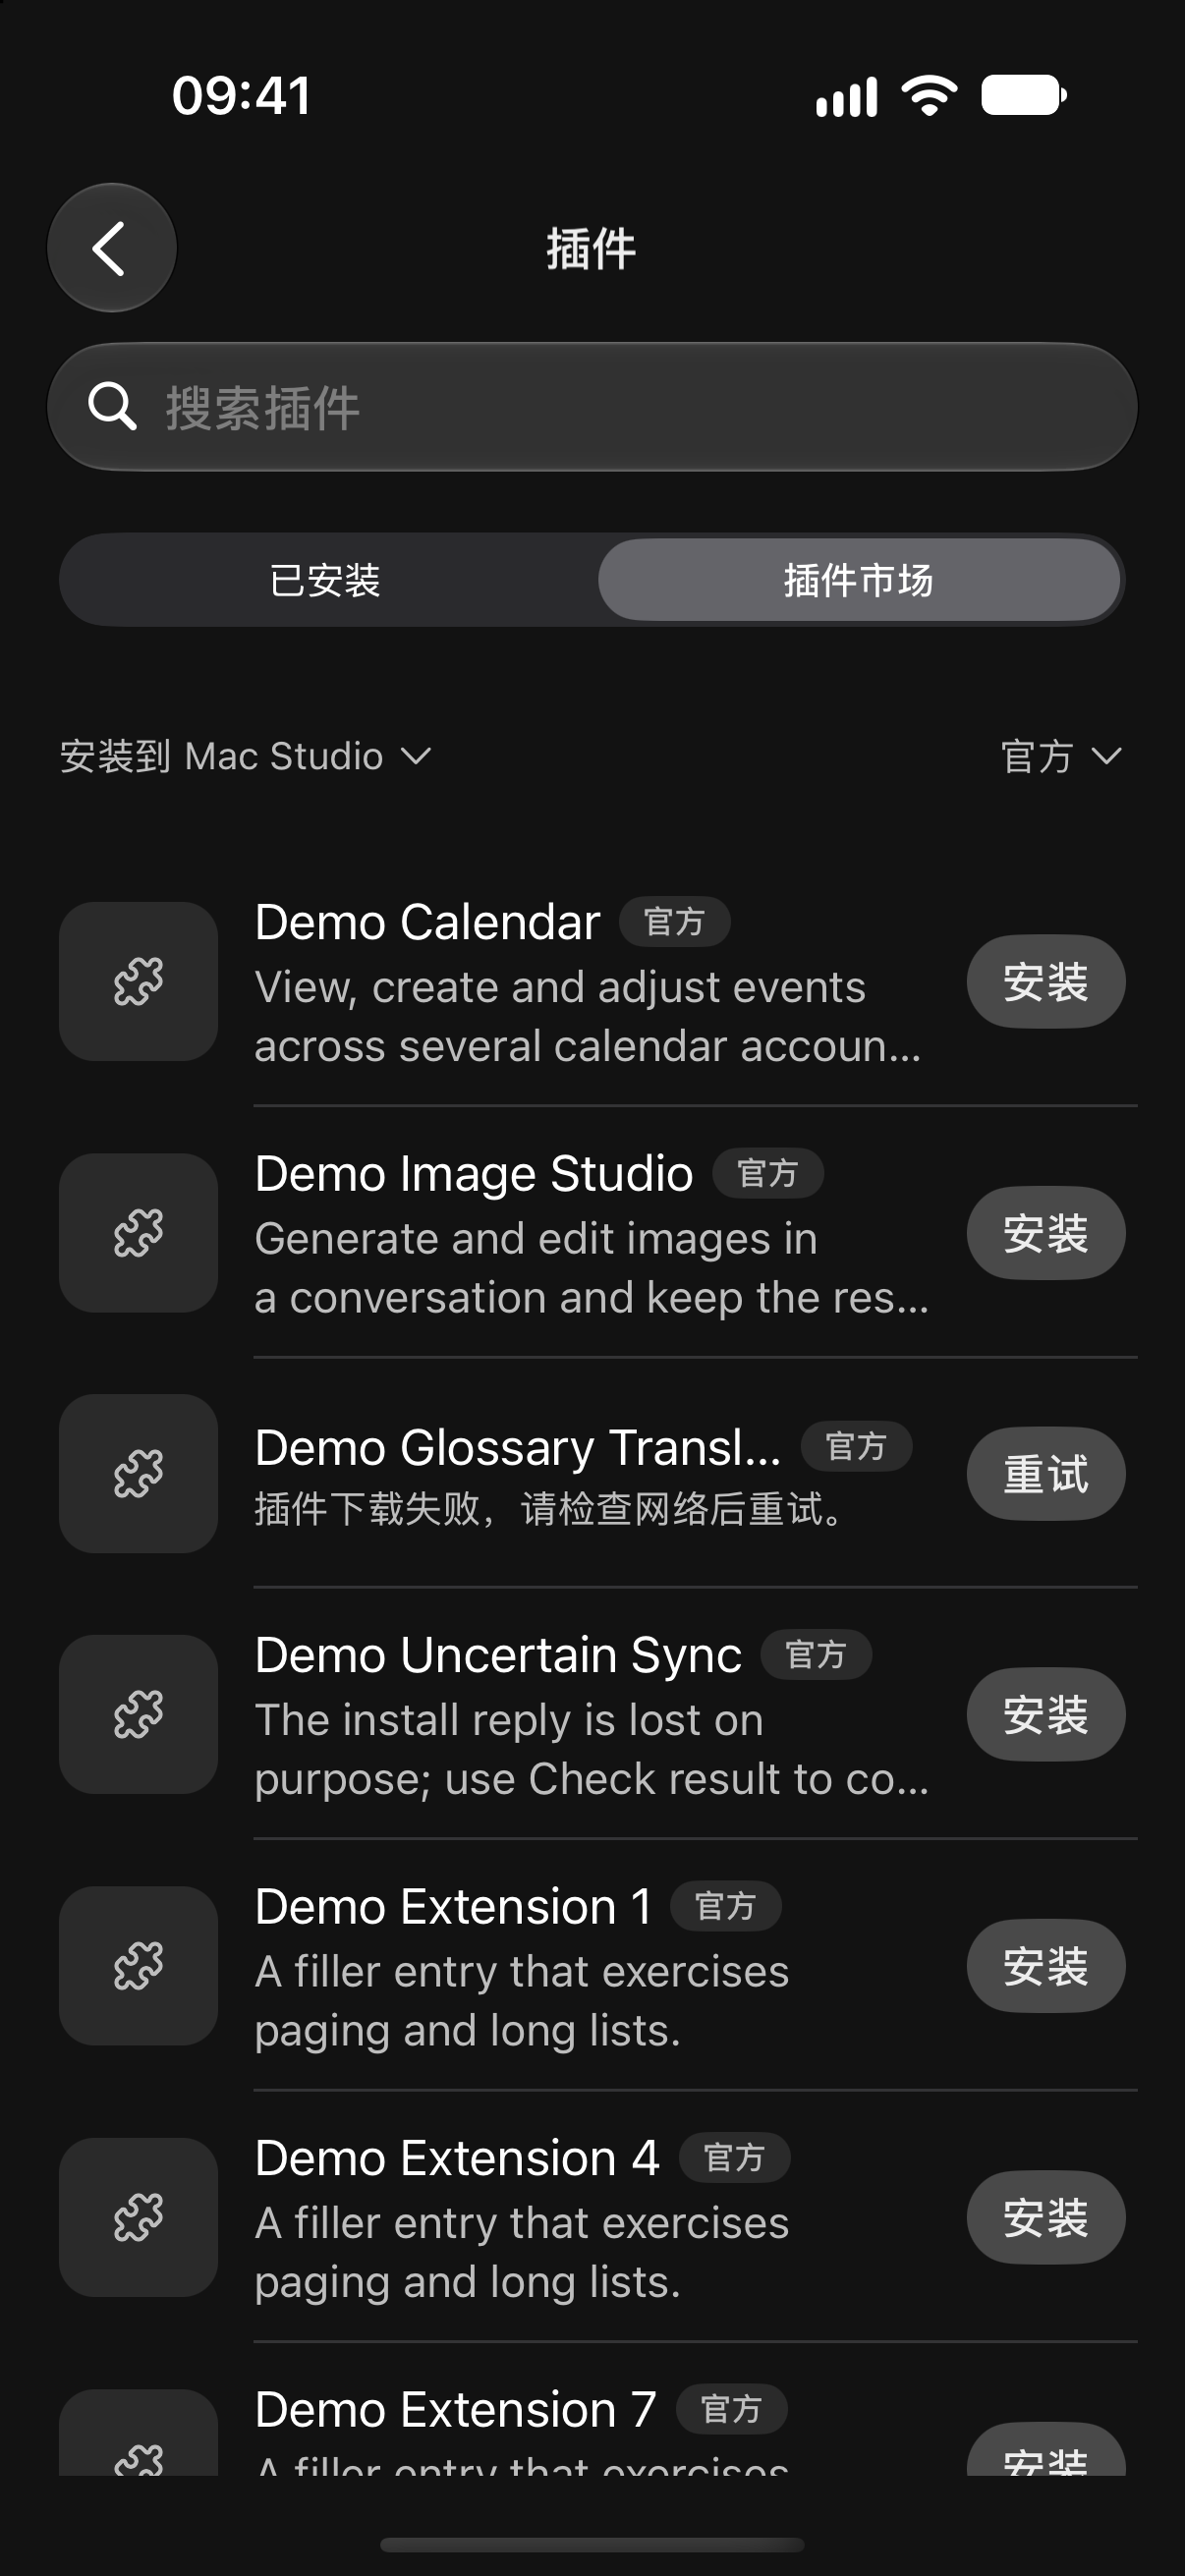 09:41
插件
搜索插件
已安装
插件市场
安装到 Mac Studio
官方
Demo Calendar 官方
View, create and adjust events
across several calendar accoun...
安装
Demo Image Studio 官方
Generate and edit images in
a conversation and keep the res...
安装
Demo Glossary Transl... 官方
插件下载失败，请检查网络后重试。
重试
Demo Uncertain Sync 官方
The install reply is lost on
purpose; use Check result to co...
安装
Demo Extension 1 官方
A filler entry that exercises
paging and long lists.
安装
Demo Extension 4 官方
A filler entry that exercises
paging and long lists.
安装
Demo Extension 7 官方
A filler entry that exercises
安装